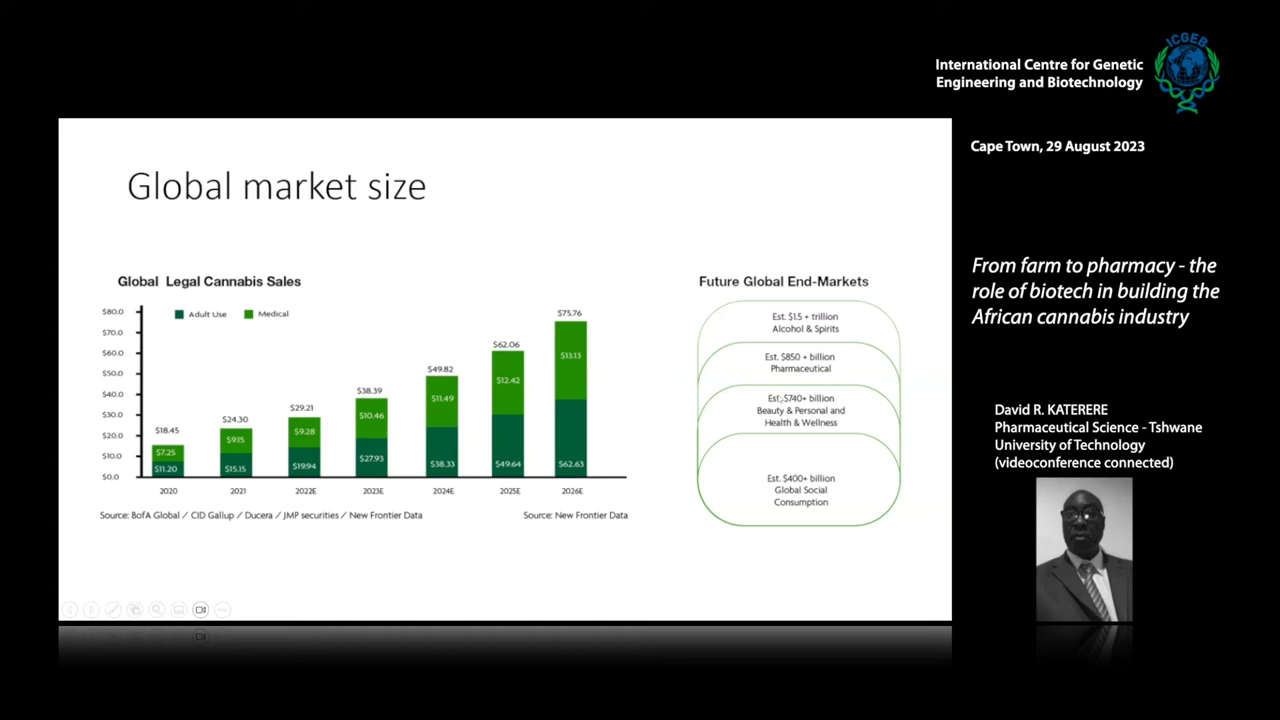 ICGEB
International Centre for Genetic
Engineering and Biotechnology
Cape Town, 29 August 2023
Global market size
Global Legal Cannabis Sales
Adult Use
Medical
$80.0
$70.0
$60.0
$50.0
$40.0
$30.0
$20.0
$10.0
$0.0
$18.45
$7.25
$11.20
$24.30
$9.15
$15.15
$29.21
$9.28
$19.94
$38.39
$10.46
$27.93
$49.82
$11.49
$38.33
$62.06
$12.42
$49.64
$75.76
$13.13
$62.63
2020
2021
2022E
2023E
2024E
2025E
2026E
Source: BofA Global / CID Gallup / Ducera / JMP securities / New Frontier Data
Source: New Frontier Data
Future Global End-Markets
Est. $1.5 + trillion
Alcohol & Spirits
Est. $850 + billion
Pharmaceutical
Est. $740+ billion
Beauty & Personal and
Health & Wellness
Est. $400+ billion
Global Social
Consumption
From farm to pharmacy - the
role of biotech in building the
African cannabis industry
David R. KATERERE
Pharmaceutical Science - Tshwane
University of Technology
(videoconference connected)